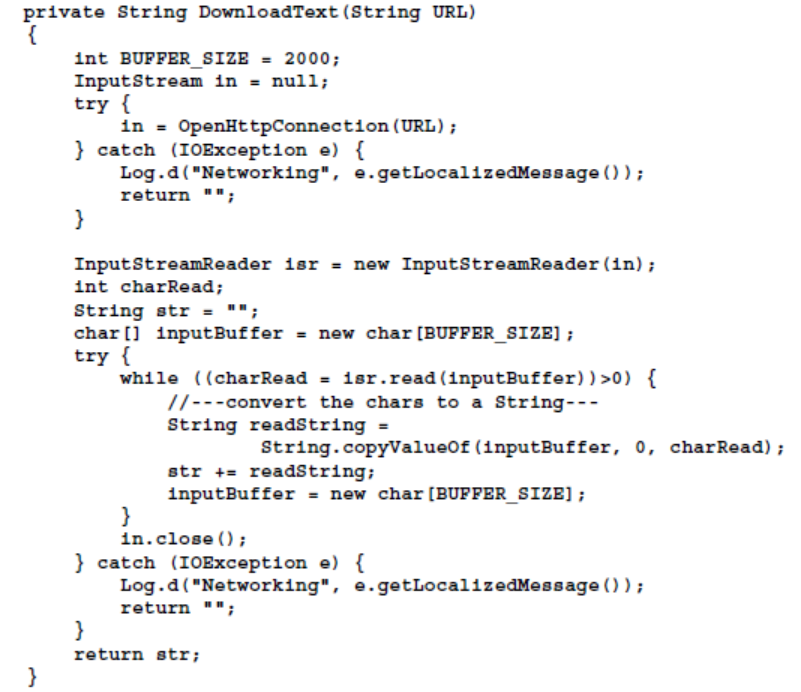 private String DownloadText(String URL)
{
    int BUFFER_SIZE = 2000;
    InputStream in = null;
    try {
        in = OpenHttpConnection(URL);
    } catch (IOException e) {
        Log.d("Networking", e.getLocalizedMessage());
        return "";
    }

    InputStreamReader isr = new InputStreamReader(in);
    int charRead;
    String str = "";
    char[] inputBuffer = new char[BUFFER_SIZE];
    try {
        while ((charRead = isr.read(inputBuffer))>0) {
            //---convert the chars to a String---
            String readString =
                    String.copyValueOf(inputBuffer, 0, charRead);
            str += readString;
            inputBuffer = new char[BUFFER_SIZE];
        }
        in.close();
    } catch (IOException e) {
        Log.d("Networking", e.getLocalizedMessage());
        return "";
    }
    return str;
}